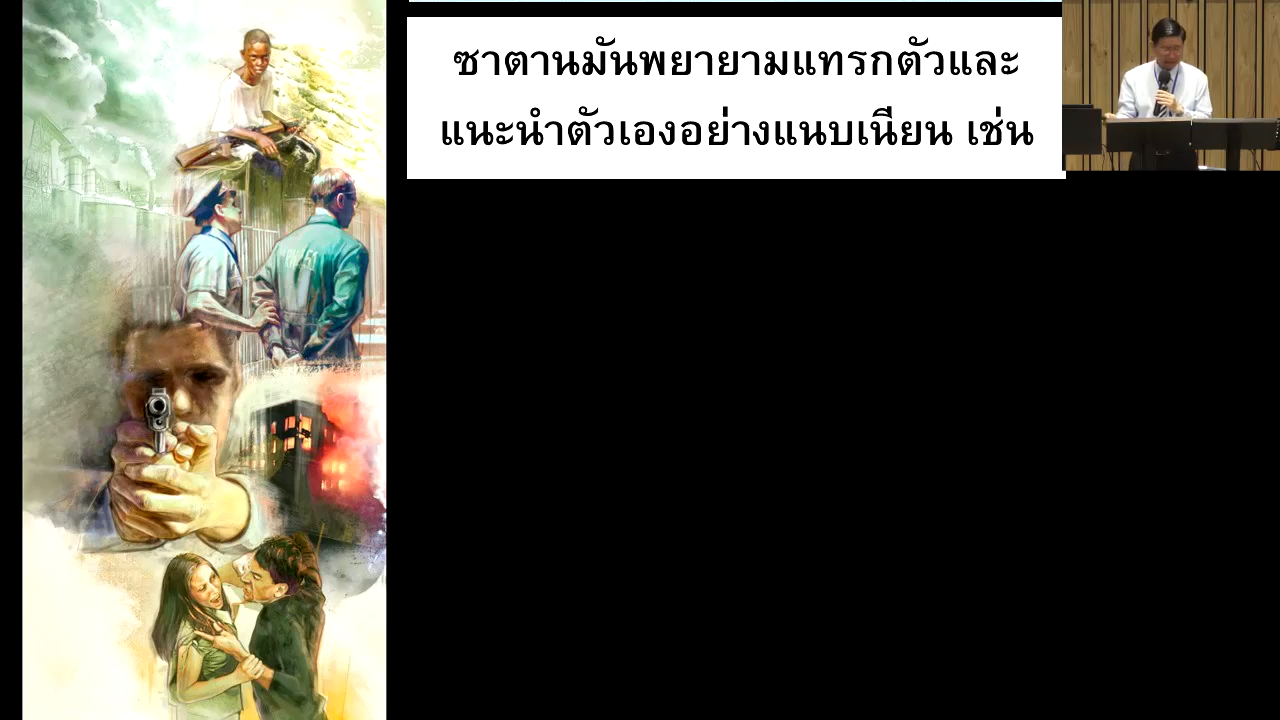 ซาตานมันพยายามแทรกตัวและ
แนะนำตัวเองอย่างแนบเนียน เช่น